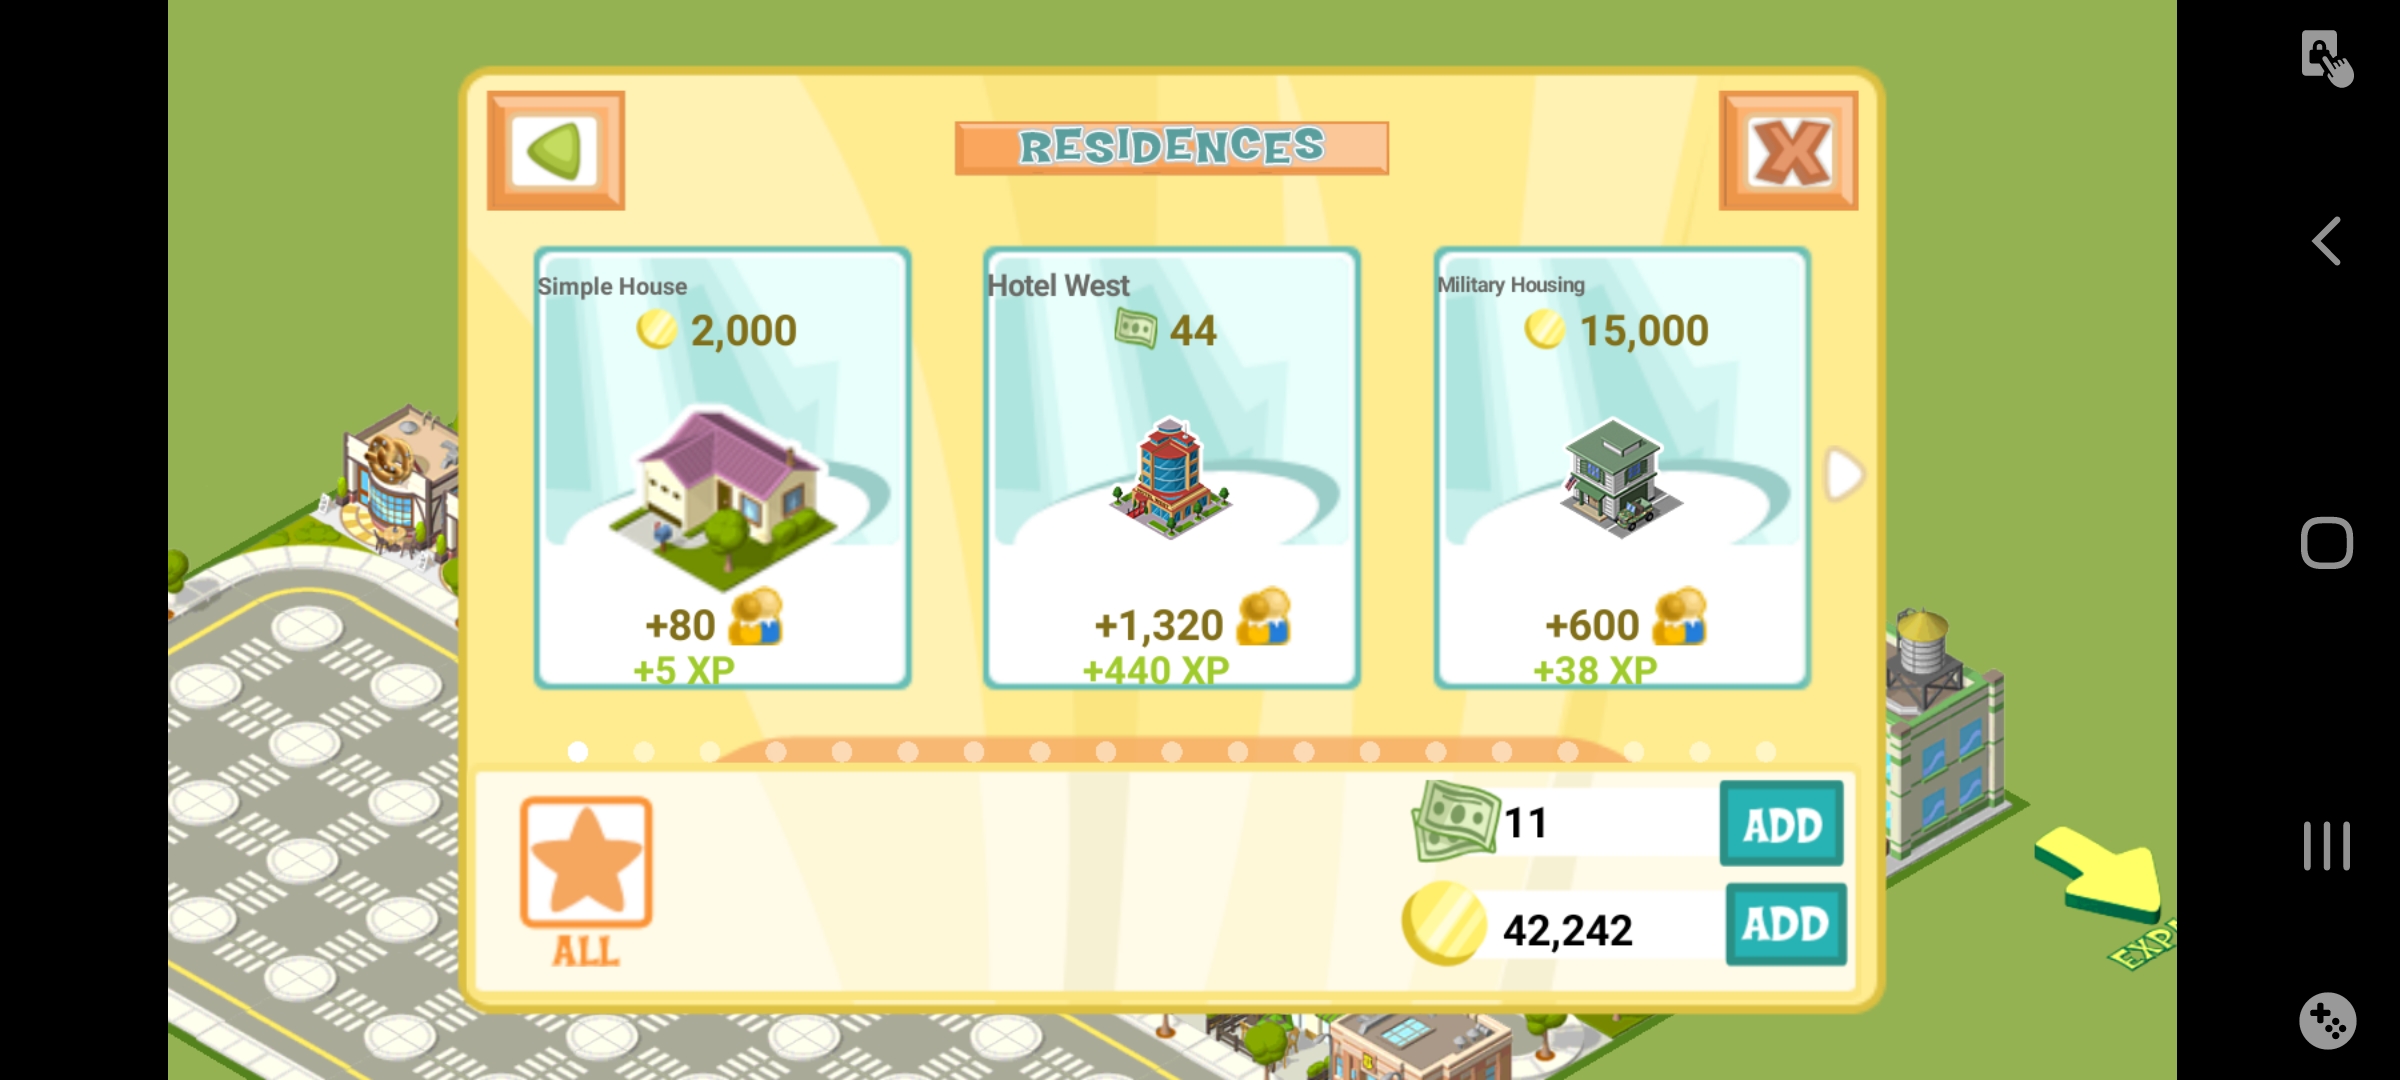 RESIDENCES
Simple House
2,000
+80
+5 XP
Hotel West
44
+1,320
+440 XP
Military Housing
15,000
+600
+38 XP
ALL
11
ADD
42,242
ADD